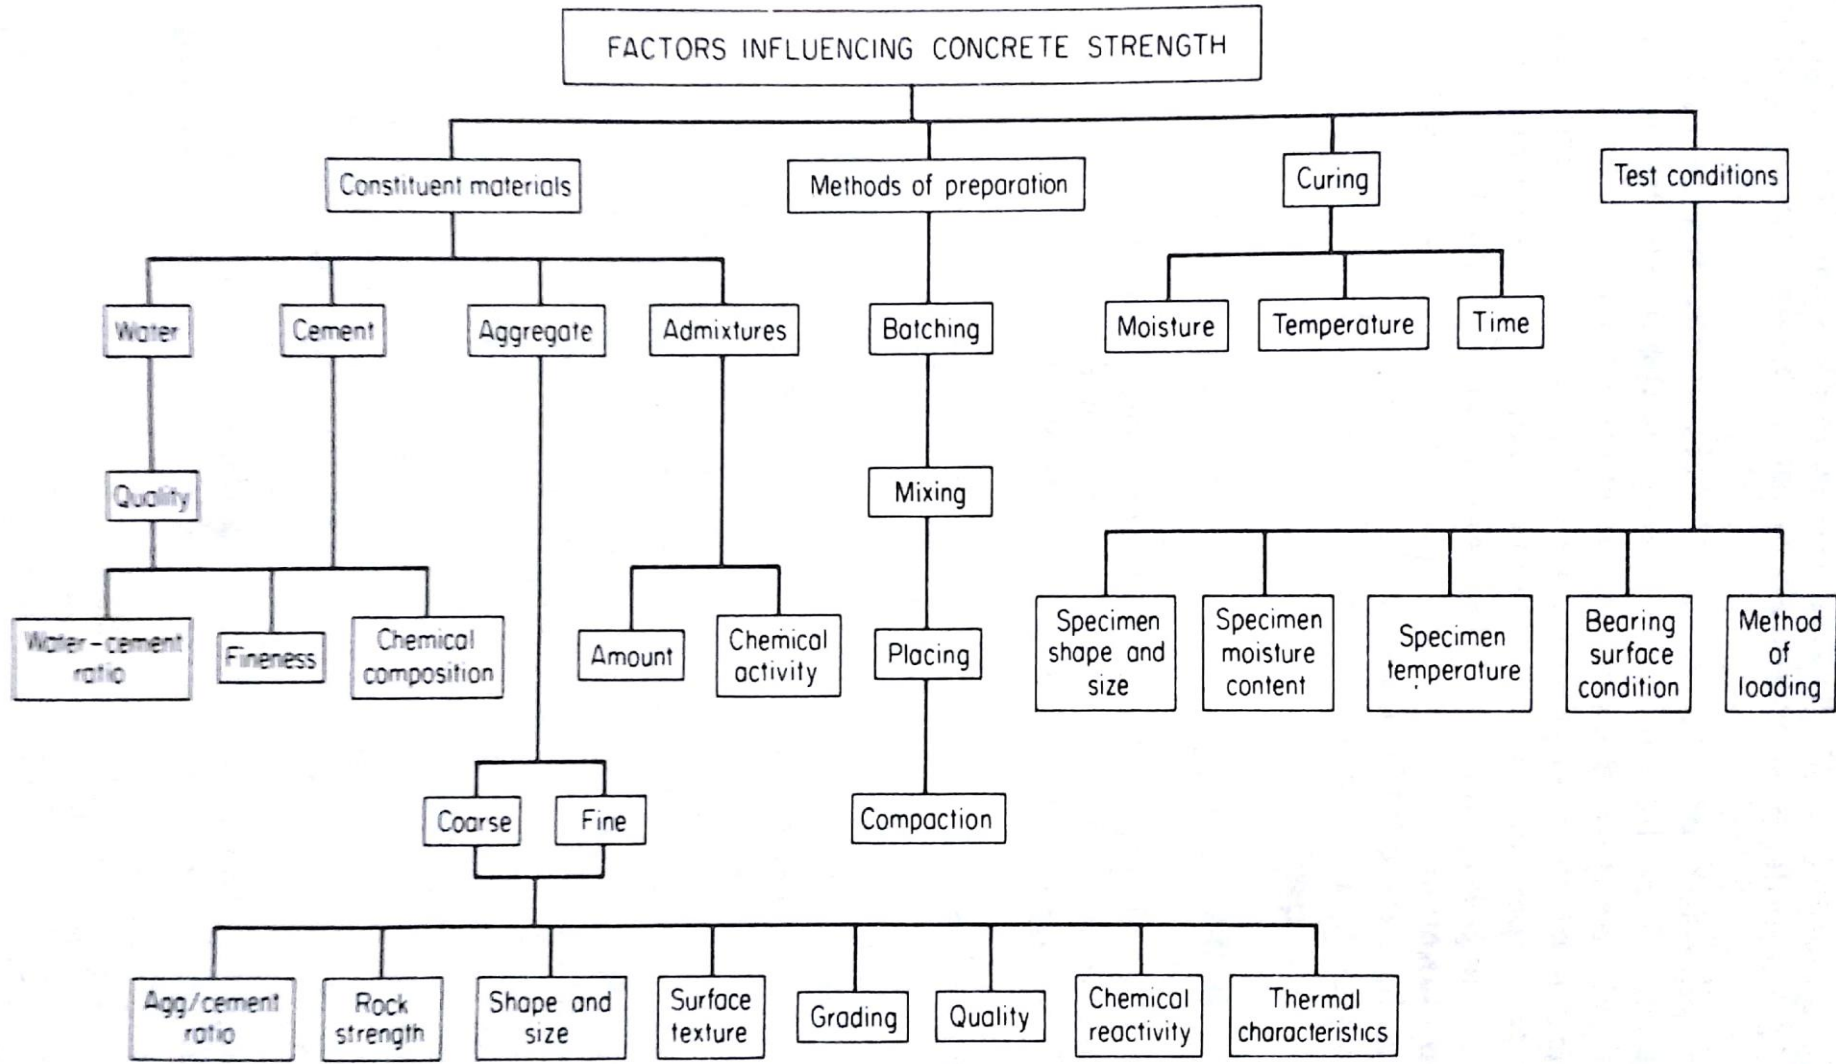 FACTORS INFLUENCING CONCRETE STRENGTH
Constituent materials
Methods of preparation
Curing
Test conditions
Water
Cement
Aggregate
Admixtures
Batching
Moisture
Temperature
Time
Quality
Mixing
Water-cement
ratio
Fineness
Chemical
composition
Amount
Chemical
activity
Placing
Specimen
shape and
size
Specimen
moisture
content
Specimen
temperature
Bearing
surface
condition
Method
of
loading
Coarse
Fine
Compaction
Agg/cement
ratio
Rock
strength
Shape and
size
Surface
texture
Grading
Quality
Chemical
reactivity
Thermal
characteristics